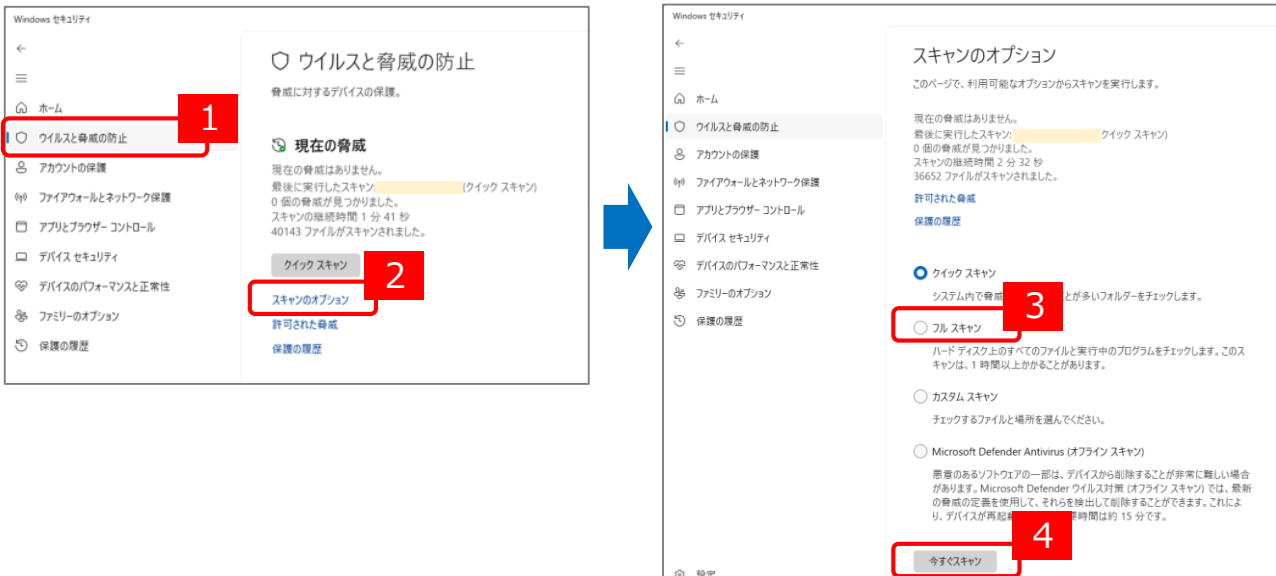 Windows セキュリティ
ホーム
ウイルスと脅威の防止
アカウントの保護
ファイアウォールとネットワーク保護
アプリとブラウザー コントロール
デバイス セキュリティ
デバイスのパフォーマンスと正常性
ファミリーのオプション
保護の履歴
1
ウイルスと脅威の防止
脅威に対するデバイスの保護。
現在の脅威
現在の脅威はありません。
最後に実行したスキャン: (クイック スキャン)
0 個の脅威が見つかりました。
スキャンの継続時間 1 分 41 秒
40143 ファイルがスキャンされました。
クイック スキャン
2
スキャンのオプション
許可された脅威
保護の履歴
Windows セキュリティ
ホーム
ウイルスと脅威の防止
アカウントの保護
ファイアウォールとネットワーク保護
アプリとブラウザー コントロール
デバイス セキュリティ
デバイスのパフォーマンスと正常性
ファミリーのオプション
保護の履歴
設定
スキャンのオプション
このページで、利用可能なオプションからスキャンを実行します。
現在の脅威はありません。
最後に実行したスキャン: クイック スキャン)
0 個の脅威が見つかりました。
スキャンの継続時間 2 分 32 秒
36652 ファイルがスキャンされました。
許可された脅威
保護の履歴
クイック スキャン
システム内で脅威 とが多いフォルダーをチェックします。
3
フル スキャン
ハード ディスク上のすべてのファイルと実行中のプログラムをチェックします。このス
キャンは、1 時間以上かかることがあります。
カスタム スキャン
チェックするファイルと場所を選んでください。
Microsoft Defender Antivirus (オフライン スキャン)
悪意のあるソフトウェアの一部は、デバイスから削除することが非常に難しい場合
があります。Microsoft Defender ウイルス対策 (オフライン スキャン) では、最新
の脅威の定義を使用して、それらを検出して削除することができます。これによ
り、デバイスが再起 要時間は約 15 分です。
4
今すぐスキャン